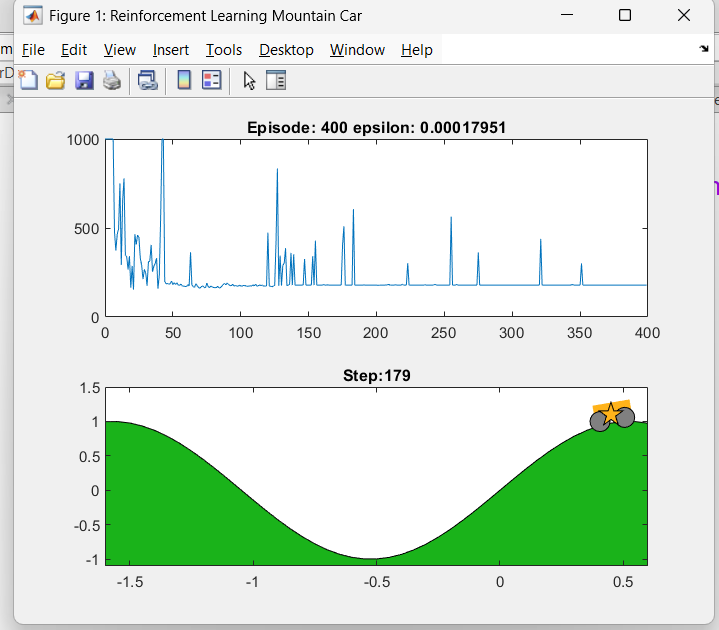 Figure 1: Reinforcement Learning Mountain Car
File Edit View Insert Tools Desktop Window Help
Episode: 400 epsilon: 0.00017951
1000
500
0
0 50 100 150 200 250 300 350 400
Step:179
1.5
1
0.5
0
-0.5
-1
-1.5 -1 -0.5 0 0.5